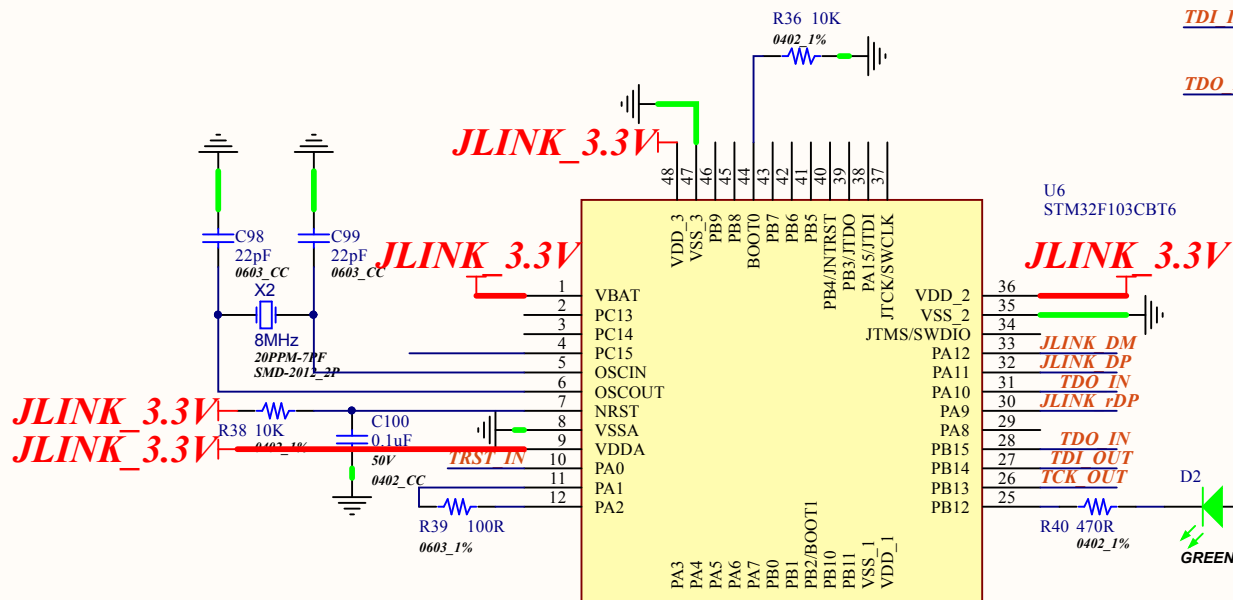 R36 10K
0402_1%
TDO_
JLINK_3.3V
48
47
46
45
44
43
42
41
40
39
38
37
U6
STM32F103CBT6
VDD_3
VSS_3
PB9
PB8
BOOT0
PB7
PB6
PB5
PB4/JNTRST
PB3/JTDO
PA15/JTDI
JTCK/SWCLK
C98
22pF
0603_CC
C99
22pF
0603_CC
X2
8MHz
20PPM-7PF
SMD-2012_2P
JLINK_3.3V
JLINK_3.3V
1 VBAT
2 PC13
3 PC14
4 PC15
5 OSCIN
6 OSCOUT
7 NRST
8 VSSA
9 VDDA
10 PA0
11 PA1
12 PA2
VDD_2 36
VSS_2 35
JTMS/SWDIO 34
PA12 33 JLINK_DM
PA11 32 JLINK_DP
PA10 31 TDO_IN
PA9 30 JLINK_rDP
PA8 29
PB15 28 TDO_IN
PB14 27 TDI_OUT
PB13 26 TCK_OUT
PB12 25
JLINK_3.3V
R38 10K
0402_1%
JLINK_3.3V
C100
0.1uF
50V
0402_CC
TRST_IN
R39 100R
0603_1%
R40 470R
0402_1%
D2
GREEN
PA3
PA4
PA5
PA6
PA7
PB0
PB1
PB2/BOOT1
PB10
PB11
VSS_1
VDD_1